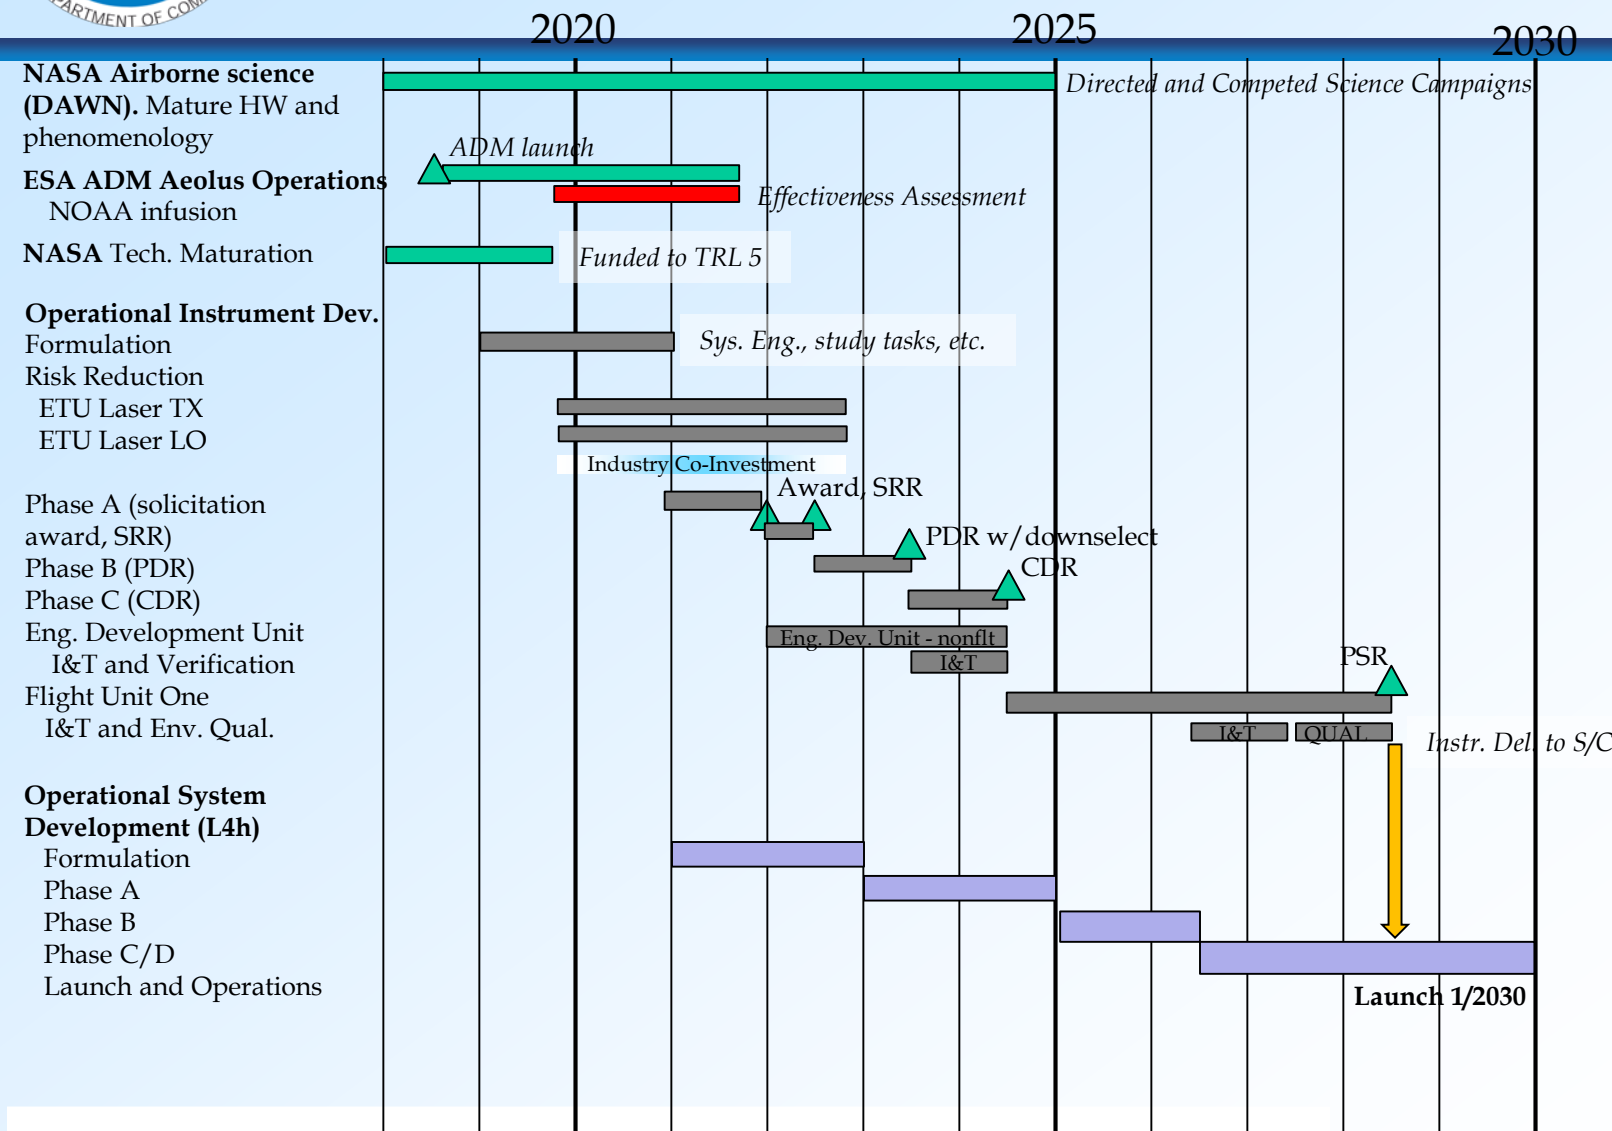 PARTMENT OF COM
2020
2025
2030
NASA Airborne science
(DAWN). Mature HW and
phenomenology
Directed and Competed Science Campaigns
ADM launch
ESA ADM Aeolus Operations
NOAA infusion
Effectiveness Assessment
NASA Tech. Maturation
Funded to TRL 5
Operational Instrument Dev.
Formulation
Sys. Eng., study tasks, etc.
Risk Reduction
ETU Laser TX
ETU Laser LO
Industry Co-Investment
Phase A (solicitation
award, SRR)
Award, SRR
Phase B (PDR)
PDR w/downselect
Phase C (CDR)
CDR
Eng. Development Unit
Eng. Dev. Unit - nonflt
I&T and Verification
I&T
Flight Unit One
PSR
I&T and Env. Qual.
I&T
QUAL
Instr. Del. to S/C
Operational System
Development (L4h)
Formulation
Phase A
Phase B
Phase C/D
Launch and Operations
Launch 1/2030